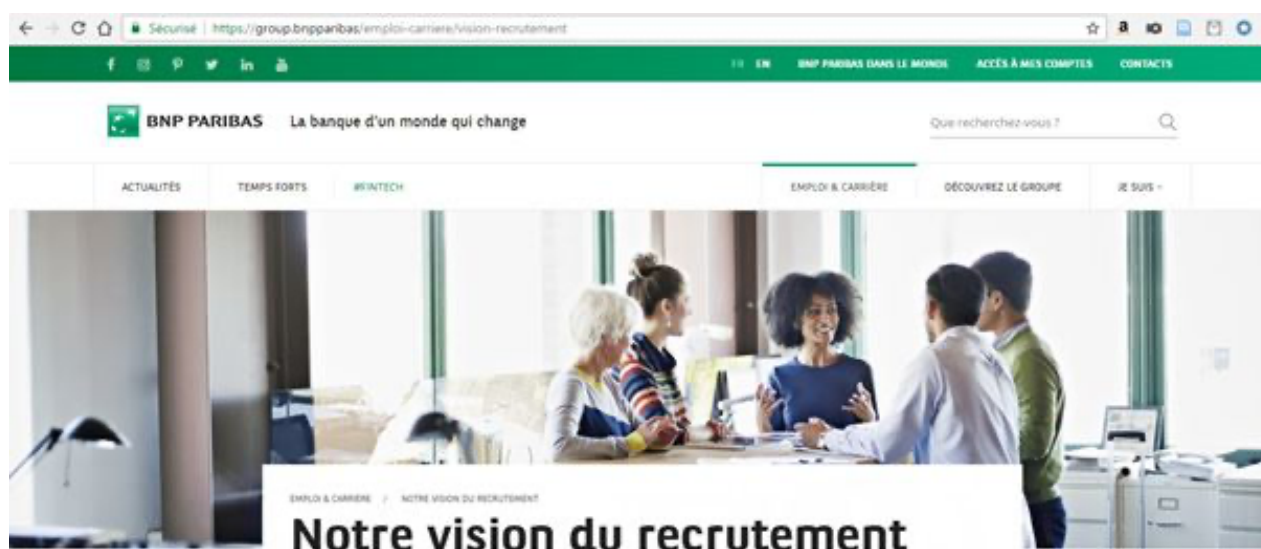 Sécurisé | https://group.bnpparibas/emploi-carriere/vision-recrutement
FR EN BNP PARIBAS DANS LE MONDE ACCÈS À MES COMPTES CONTACTS
BNP PARIBAS La banque d'un monde qui change Que recherchez-vous ?
ACTUALITÉS TEMPS FORTS #FINTECH EMPLOI & CARRIÈRE DÉCOUVREZ LE GROUPE JE SUIS
EMPLOI & CARRIÈRE / NOTRE VISION DU RECRUTEMENT
Notre vision du recrutement